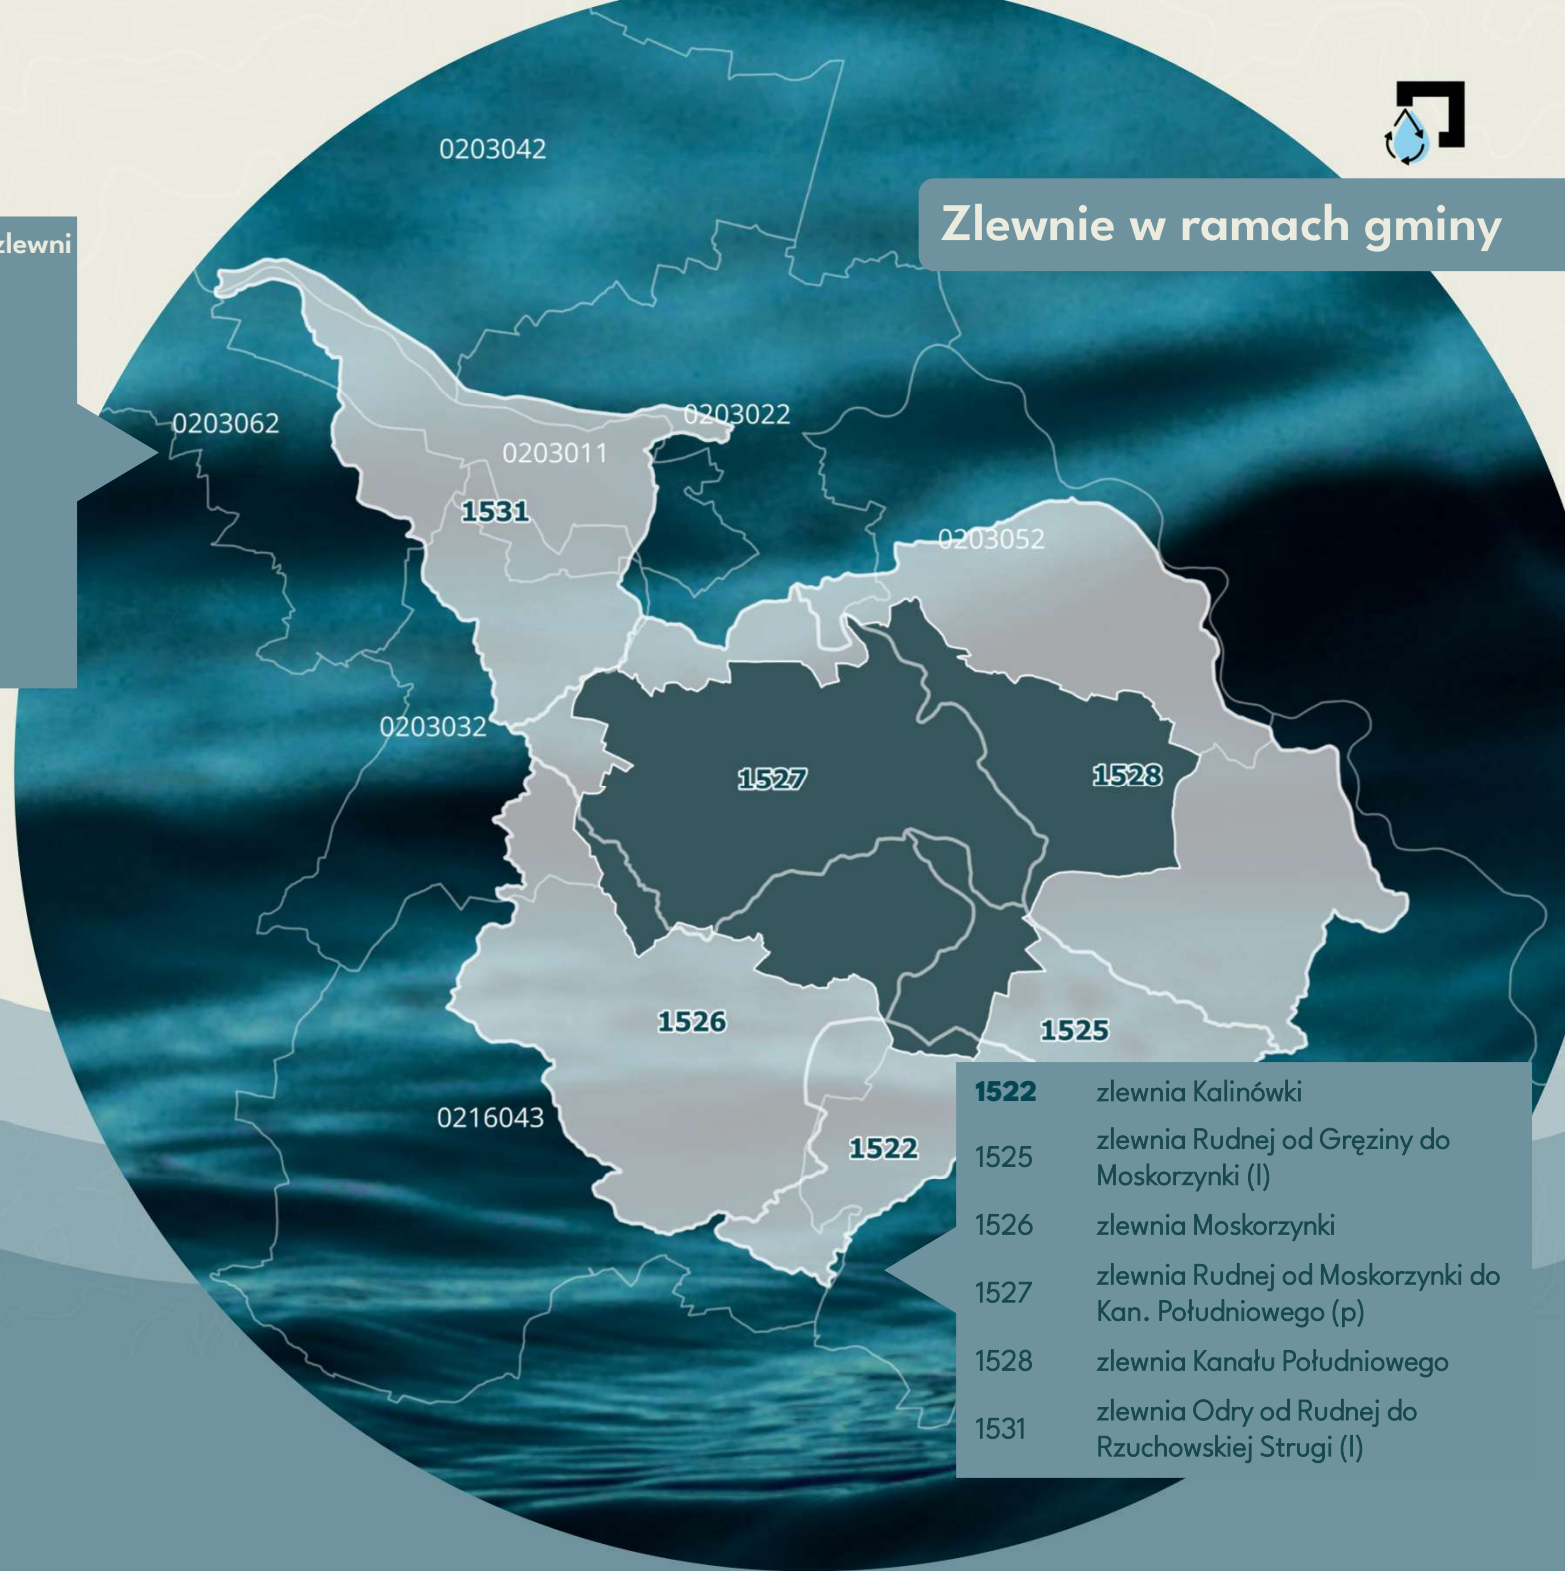 0203042
Zlewnie w ramach gminy
zlewni
0203062
0203022
0203011
1531
0203052
0203032
1527
1528
1526
1525
0216043
1522
1522 zlewnia Kalinówki
1525 zlewnia Rudnej od Gręziny do
Moskorzynki (l)
1526 zlewnia Moskorzynki
1527 zlewnia Rudnej od Moskorzynki do
Kan. Południowego (p)
1528 zlewnia Kanału Południowego
1531 zlewnia Odry od Rudnej do
Rzuchowskiej Strugi (l)